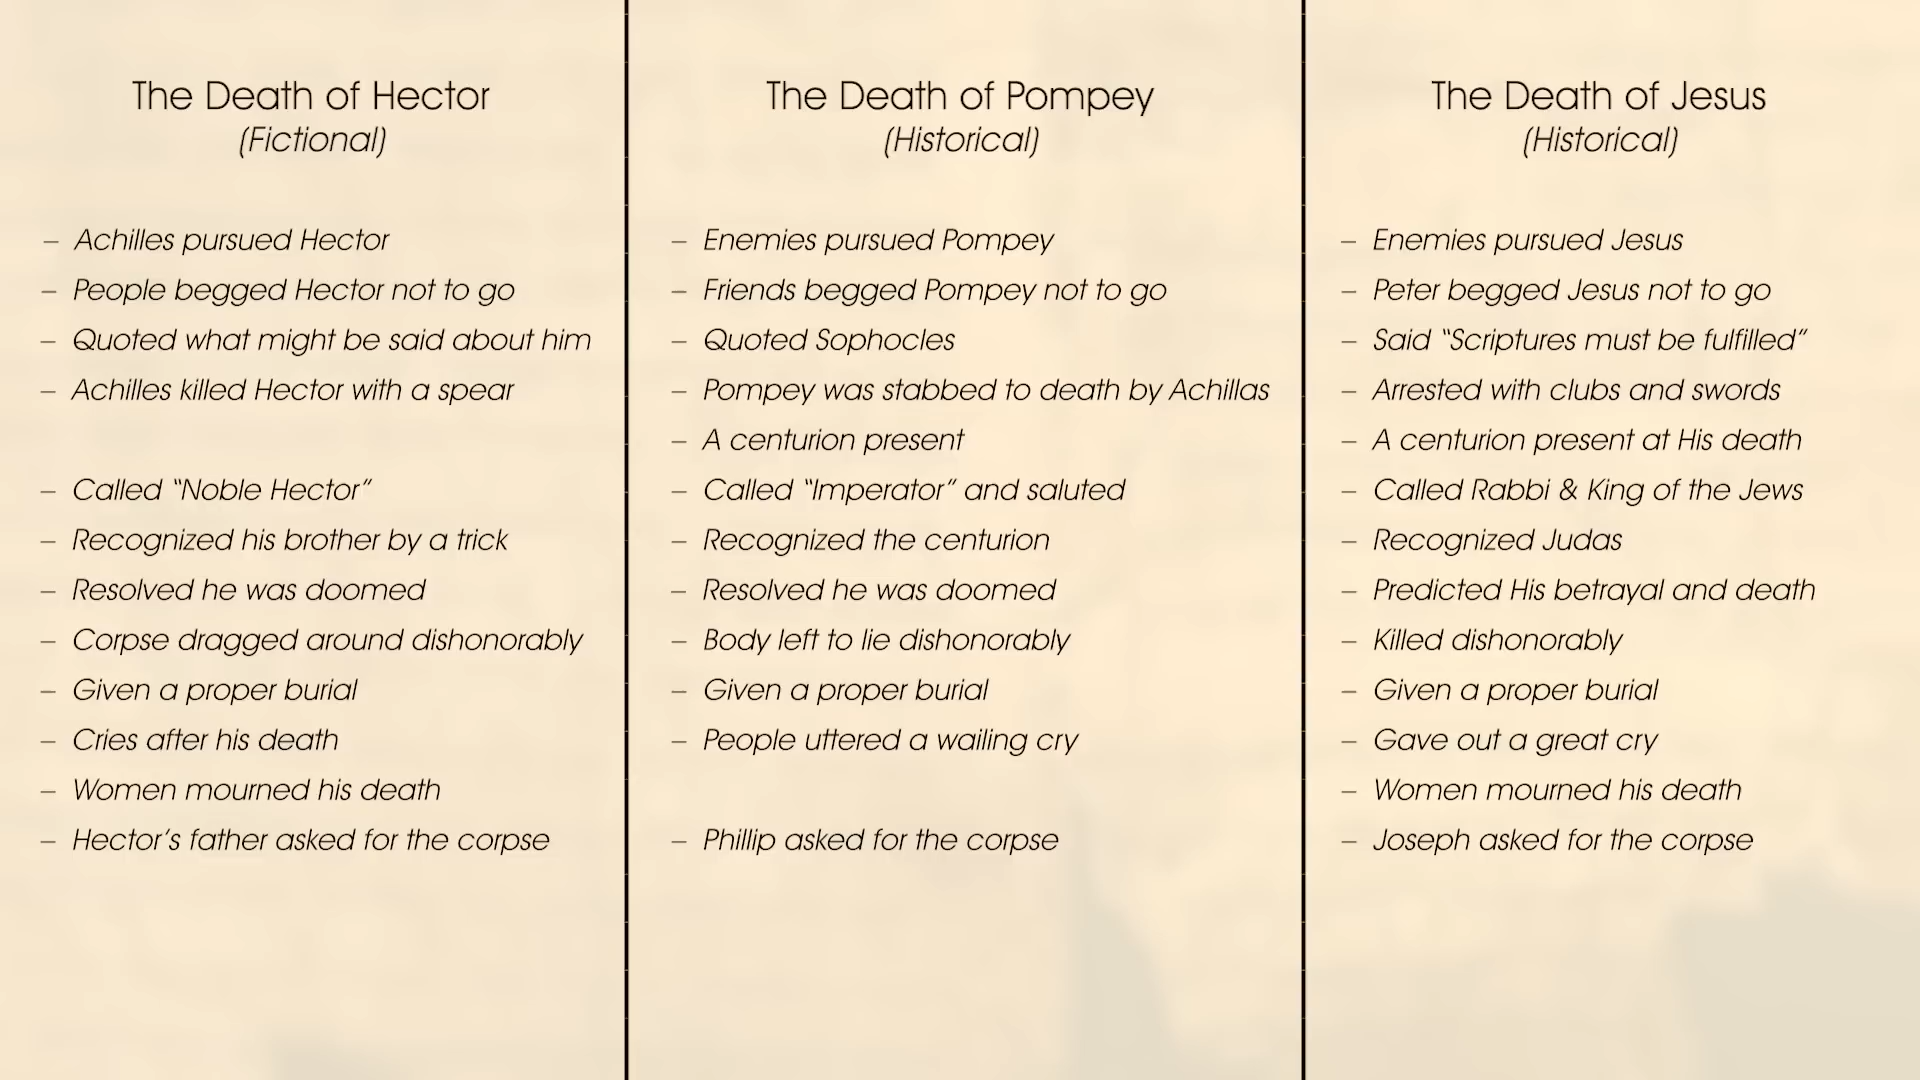 The Death of Hector
(Fictional)
– Achilles pursued Hector
– People begged Hector not to go
– Quoted what might be said about him
– Achilles killed Hector with a spear
– Called “Noble Hector”
– Recognized his brother by a trick
– Resolved he was doomed
– Corpse dragged around dishonorably
– Given a proper burial
– Cries after his death
– Women mourned his death
– Hector’s father asked for the corpse
The Death of Pompey
(Historical)
– Enemies pursued Pompey
– Friends begged Pompey not to go
– Quoted Sophocles
– Pompey was stabbed to death by Achillas
– A centurion present
– Called “Imperator” and saluted
– Recognized the centurion
– Resolved he was doomed
– Body left to lie dishonorably
– Given a proper burial
– People uttered a wailing cry
– Phillip asked for the corpse
The Death of Jesus
(Historical)
– Enemies pursued Jesus
– Peter begged Jesus not to go
– Said “Scriptures must be fulfilled”
– Arrested with clubs and swords
– A centurion present at His death
– Called Rabbi & King of the Jews
– Recognized Judas
– Predicted His betrayal and death
– Killed dishonorably
– Given a proper burial
– Gave out a great cry
– Women mourned his death
– Joseph asked for the corpse